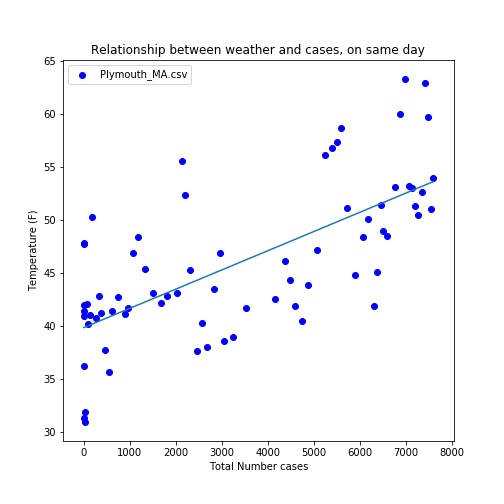 Relationship between weather and cases, on same day
Plymouth_MA.csv
Temperature (F)
65
60
55
50
45
40
35
30
0 1000 2000 3000 4000 5000 6000 7000 8000
Total Number cases